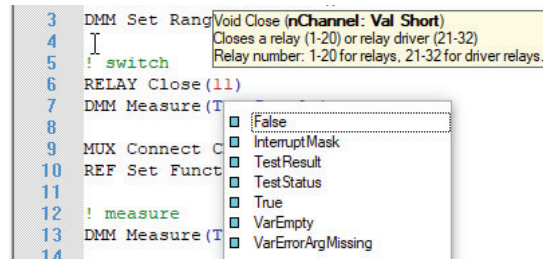 3 DMM Set Rang
Void Close (nChannel: Val Short)
Closes a relay (1-20) or relay driver (21-32)
Relay number: 1-20 for relays, 21-32 for driver relays.
4
5 ! switch
6 RELAY Close(11)
7 DMM Measure(T
8
9 MUX Connect C
10 REF Set Funct
11
12 ! measure
13 DMM Measure(T
14
False
InterruptMask
TestResult
TestStatus
True
VarEmpty
VarErrorArgMissing